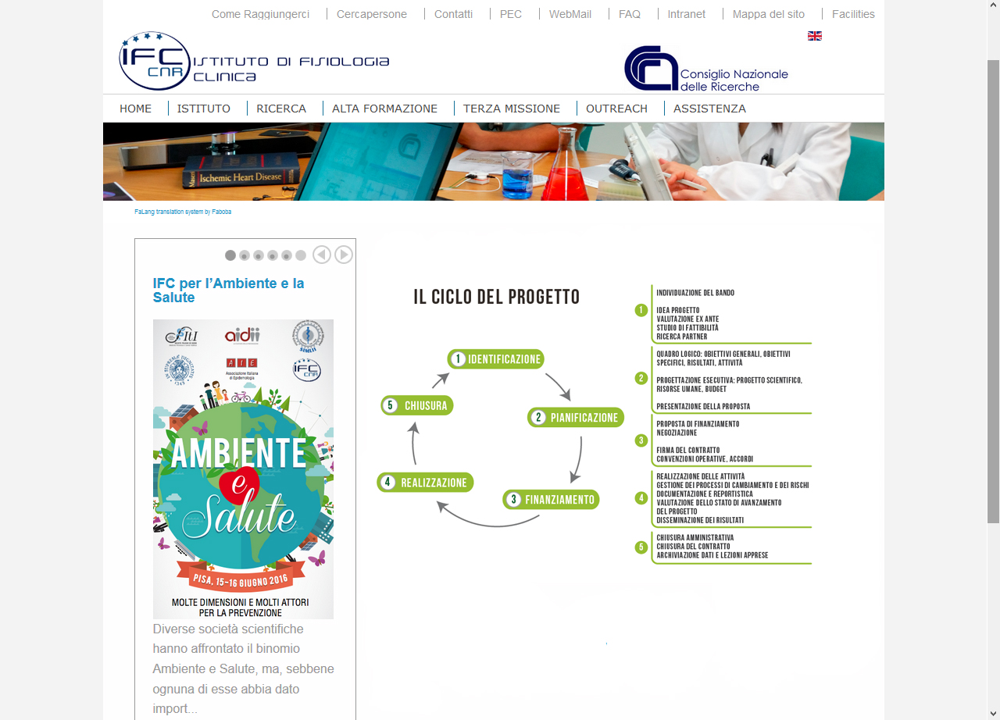 Come Raggiungerci
Cercapersone
Contatti
PEC
WebMail
FAQ
Intranet
Mappa del sito
Facilities
IFC
CNR
ISTITUTO DI FISIOLOGIA
CLINICA
Consiglio Nazionale
delle Ricerche
HOME
ISTITUTO
RICERCA
ALTA FORMAZIONE
TERZA MISSIONE
OUTREACH
ASSISTENZA
Maseri
Ischemic Heart Disease
FaLang translation system by Faboba
IFC per l’Ambiente e la
Salute
SItI
aidii
SIMLII
AIE
Associazione Italiana
di Epidemiologia
IFC
CNR
AMBIENTE
e
Salute
PISA, 15-16 GIUGNO 2016
MOLTE DIMENSIONI E MOLTI ATTORI
PER LA PREVENZIONE
Diverse società scientifiche
hanno affrontato il binomio
Ambiente e Salute, ma, sebbene
ognuna di esse abbia dato
import...
IL CICLO DEL PROGETTO
1 IDENTIFICAZIONE
2 PIANIFICAZIONE
3 FINANZIAMENTO
4 REALIZZAZIONE
5 CHIUSURA
1
INDIVIDUAZIONE DEL BANDO
IDEA PROGETTO
VALUTAZIONE EX ANTE
STUDIO DI FATTIBILITÀ
RICERCA PARTNER
2
QUADRO LOGICO: OBIETTIVI GENERALI, OBIETTIVI
SPECIFICI, RISULTATI, ATTIVITÀ
PROGETTAZIONE ESECUTIVA: PROGETTO SCIENTIFICO,
RISORSE UMANE, BUDGET
PRESENTAZIONE DELLA PROPOSTA
3
PROPOSTA DI FINANZIAMENTO
NEGOZIAZIONE
FIRMA DEL CONTRATTO
CONVENZIONI OPERATIVE, ACCORDI
4
REALIZZAZIONE DELLE ATTIVITÀ
GESTIONE DEI PROCESSI DI CAMBIAMENTO E DEI RISCHI
DOCUMENTAZIONE E REPORTISTICA
VALUTAZIONE DELLO STATO DI AVANZAMENTO
DEL PROGETTO
DISSEMINAZIONE DEI RISULTATI
5
CHIUSURA AMMINISTRATIVA
CHIUSURA DEL CONTRATTO
ARCHIVIAZIONE DATI E LEZIONI APPRESE